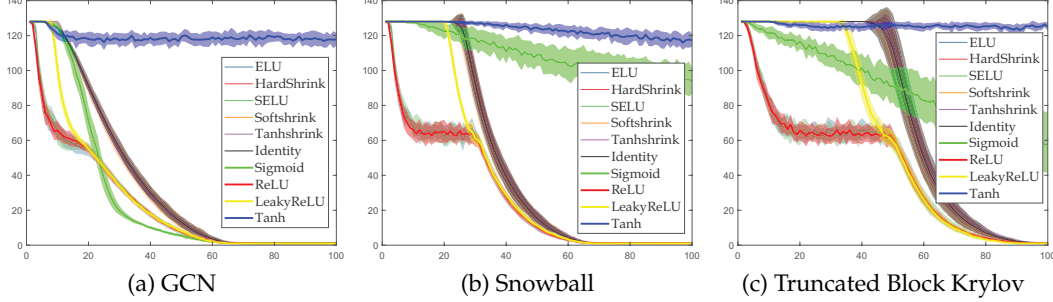 140
120
100
80
60
40
20
0
0 20 40 60 80 100
ELU
HardShrink
SELU
Softshrink
Tanhshrink
Identity
Sigmoid
ReLU
LeakyReLU
Tanh
(a) GCN
140
120
100
80
60
40
20
0
0 20 40 60 80 100
ELU
HardShrink
SELU
Softshrink
Tanhshrink
Identity
Sigmoid
ReLU
LeakyReLU
Tanh
(b) Snowball
140
120
100
80
60
40
20
0
0 20 40 60 80 100
ELU
HardShrink
SELU
Softshrink
Tanhshrink
Identity
Sigmoid
ReLU
LeakyReLU
Tanh
(c) Truncated Block Krylov